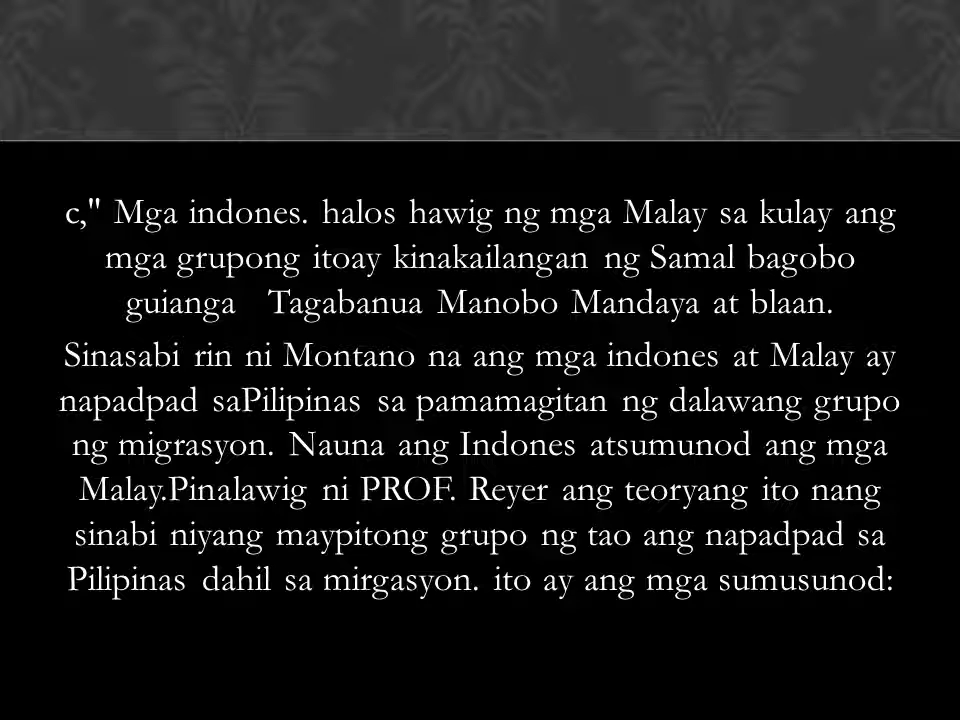 c," Mga indones. halos hawig ng mga Malay sa kulay ang
mga grupong itoay kinakailangan ng Samal bagobo
guianga Tagabanua Manobo Mandaya at blaan.
Sinasabi rin ni Montano na ang mga indones at Malay ay
napadpad saPilipinas sa pamamagitan ng dalawang grupo
ng migrasyon. Nauna ang Indones atsumunod ang mga
Malay.Pinalawig ni PROF. Reyer ang teoryang ito nang
sinabi niyang maypitong grupo ng tao ang napadpad sa
Pilipinas dahil sa mirgasyon. ito ay ang mga sumusunod: